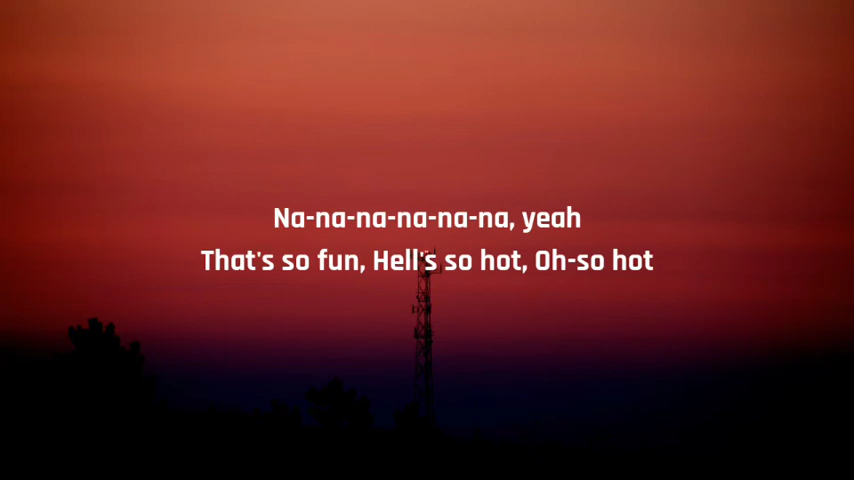 Na-na-na-na-na-na, yeah
That's so fun, Hell's so hot, Oh-so hot